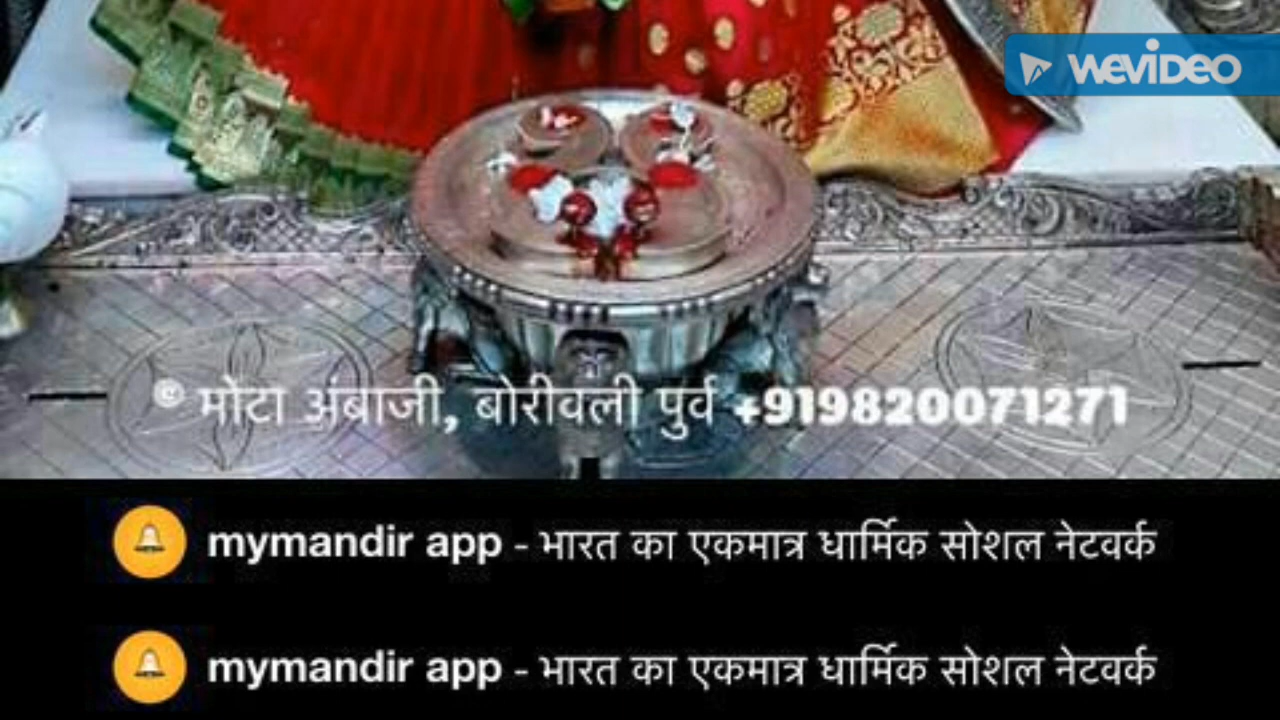 WEVIDEO
© मोटा अंबाजी, बोरीवली पुर्व +919820071271
mymandir app - भारत का एकमात्र धार्मिक सोशल नेटवर्क
mymandir app - भारत का एकमात्र धार्मिक सोशल नेटवर्क